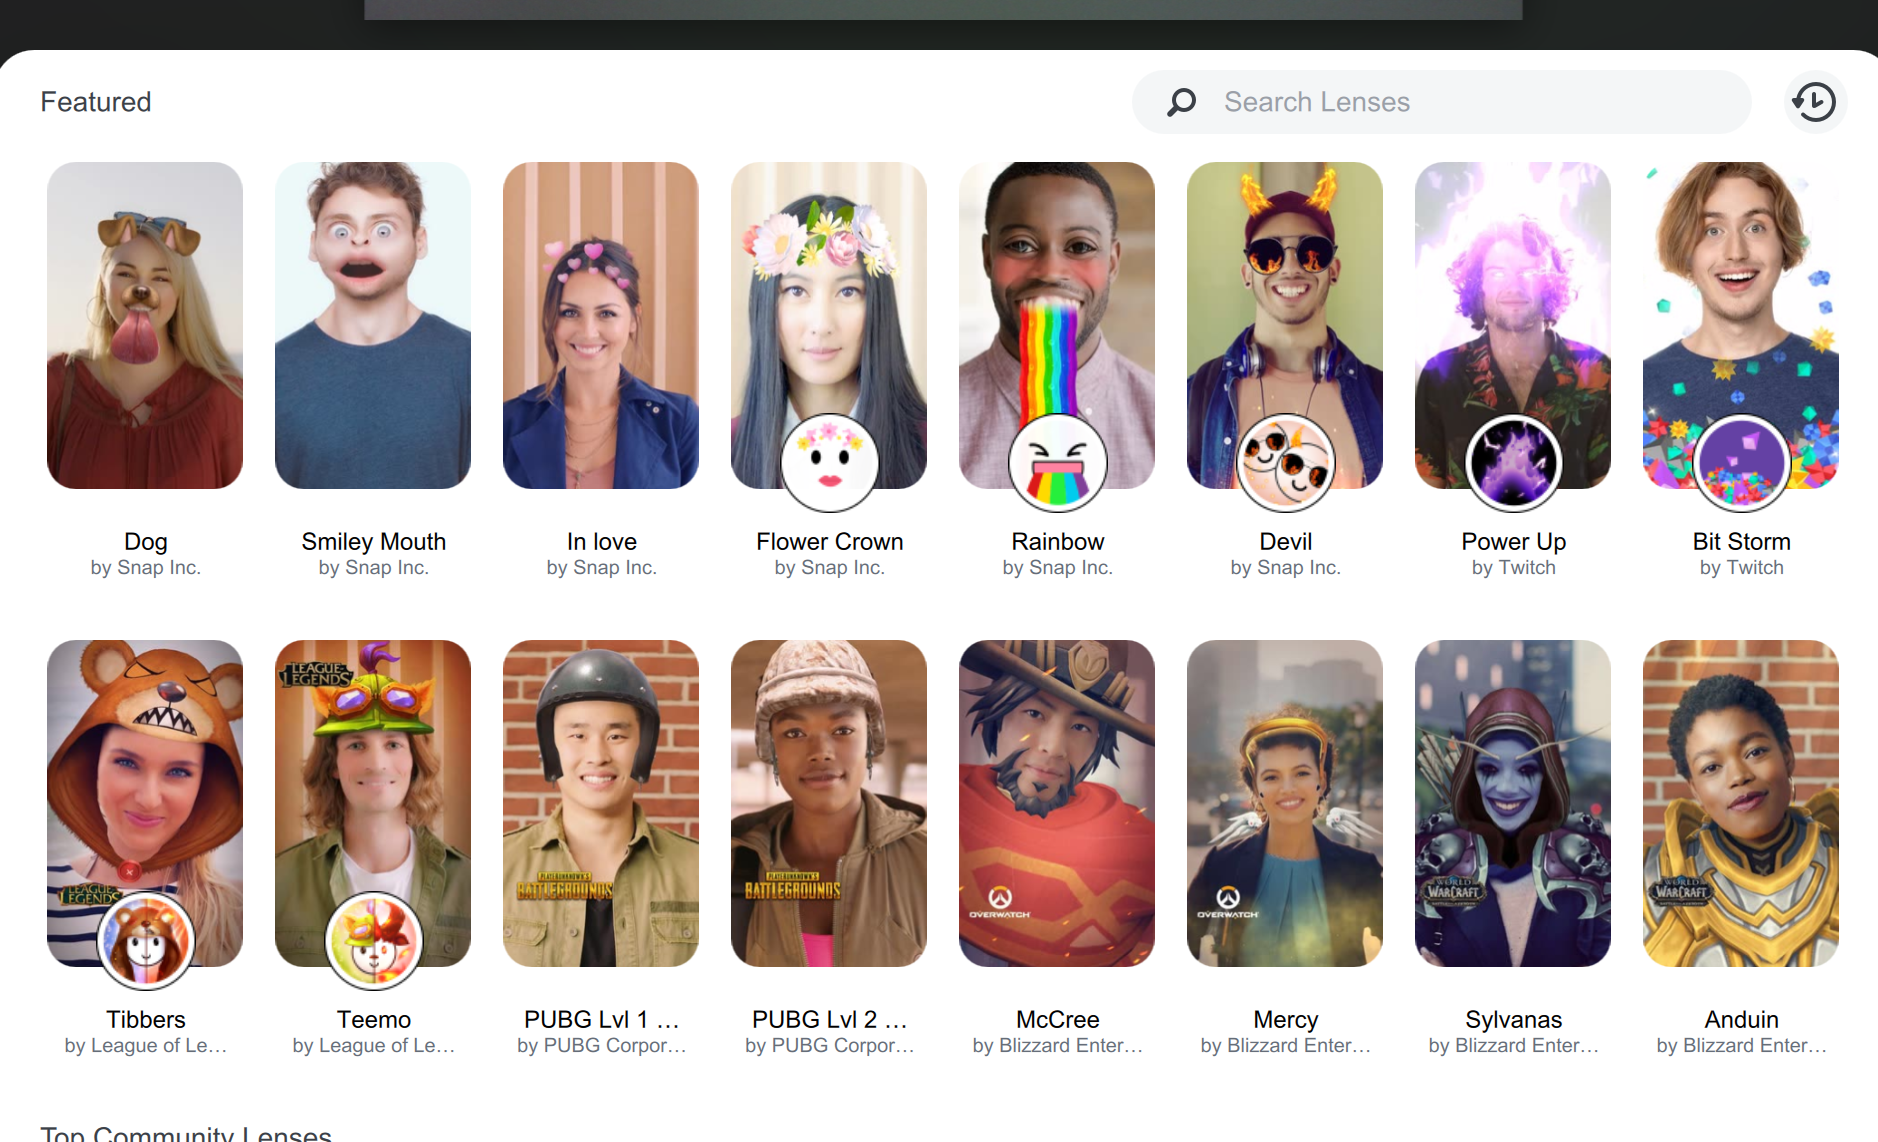 Featured
Search Lenses
Dog
by Snap Inc.
Smiley Mouth
by Snap Inc.
In love
by Snap Inc.
Flower Crown
by Snap Inc.
Rainbow
by Snap Inc.
Devil
by Snap Inc.
Power Up
by Twitch
Bit Storm
by Twitch
LEAGUE
LEGENDS
Tibbers
by League of Le...
LEAGUE
LEGENDS
Teemo
by League of Le...
PLAYERUNKNOWN'S
BATTLEGROUNDS
PUBG Lvl 1 ...
by PUBG Corpor...
PLAYERUNKNOWN'S
BATTLEGROUNDS
PUBG Lvl 2 ...
by PUBG Corpor...
OVERWATCH
McCree
by Blizzard Enter...
OVERWATCH
Mercy
by Blizzard Enter...
WORLD
WARCRAFT
Sylvanas
by Blizzard Enter...
WORLD
WARCRAFT
Anduin
by Blizzard Enter...
Top Community Lenses